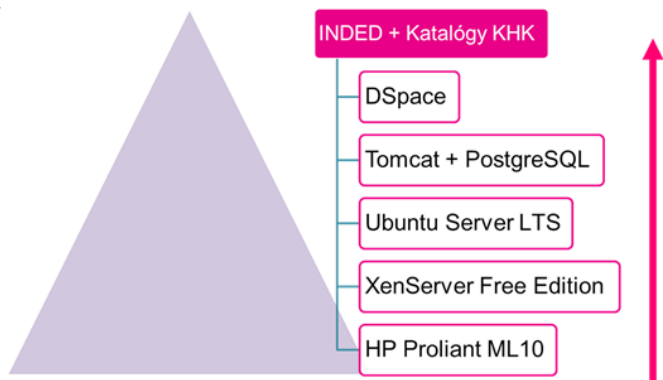 INDED + Katalógy KHK
DSpace
Tomcat + PostgreSQL
Ubuntu Server LTS
XenServer Free Edition
HP Proliant ML10